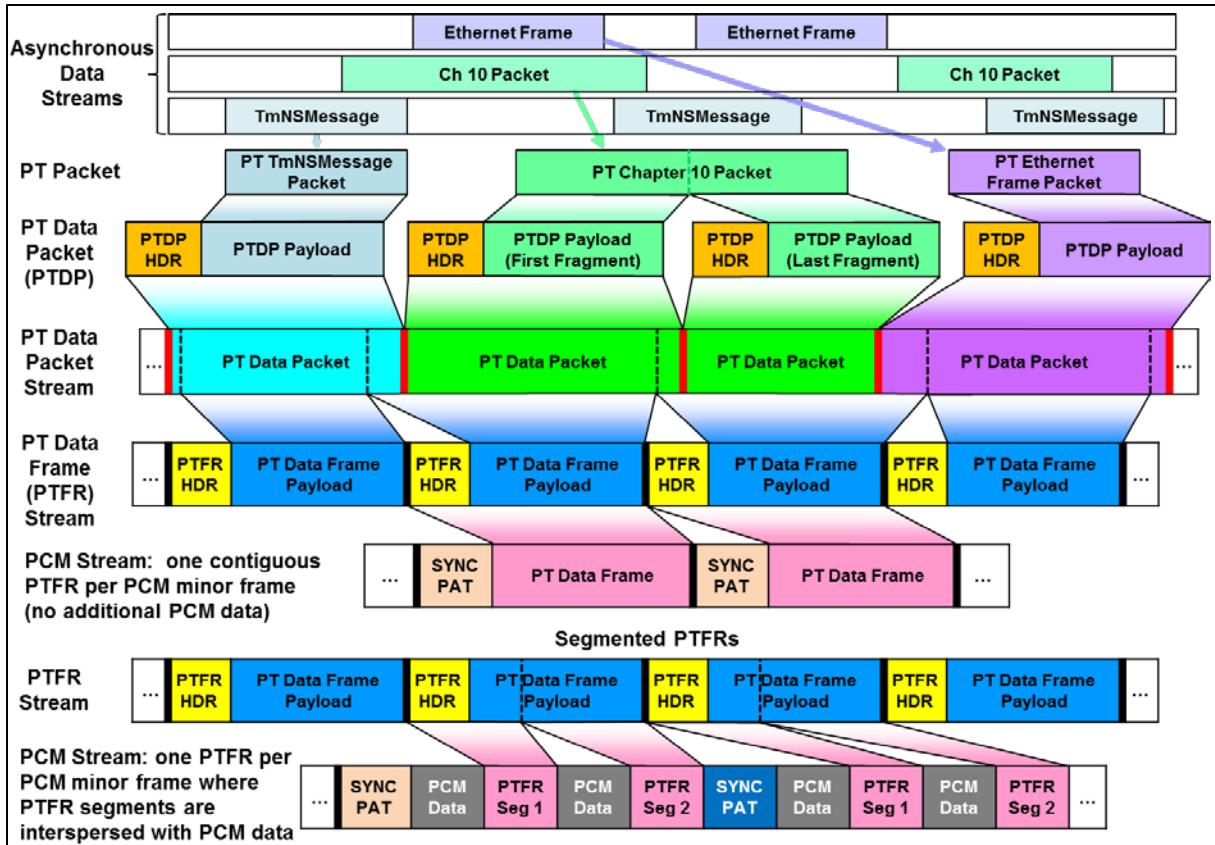 Asynchronous
Data
Streams
Ethernet Frame
Ethernet Frame
Ch 10 Packet
Ch 10 Packet
TmNSMessage
TmNSMessage
TmNSMessage
PT Packet
PT TmNSMessage
Packet
PT Chapter 10 Packet
PT Ethernet
Frame Packet
PT Data
Packet
(PTDP)
PTDP
HDR
PTDP Payload
PTDP
HDR
PTDP Payload
(First Fragment)
PTDP
HDR
PTDP Payload
(Last Fragment)
PTDP
HDR
PTDP Payload
PT Data
Packet
Stream
...
PT Data Packet
PT Data Packet
PT Data Packet
PT Data Packet
...
PT Data
Frame
(PTFR)
Stream
...
PTFR
HDR
PT Data Frame
Payload
PTFR
HDR
PT Data Frame
Payload
PTFR
HDR
PT Data Frame
Payload
PTFR
HDR
PT Data Frame
Payload
...
PCM Stream: one contiguous
PTFR per PCM minor frame
(no additional PCM data)
...
SYNC
PAT
PT Data Frame
SYNC
PAT
PT Data Frame
...
Segmented PTFRs
PTFR
Stream
...
PTFR
HDR
PT Data Frame
Payload
PTFR
HDR
PT Data Frame
Payload
PTFR
HDR
PT Data Frame
Payload
PTFR
HDR
PT Data Frame
Payload
...
PCM Stream: one PTFR per
PCM minor frame where
PTFR segments are
interspersed with PCM data
...
SYNC
PAT
PCM
Data
PTFR
Seg 1
PCM
Data
PTFR
Seg 2
SYNC
PAT
PCM
Data
PTFR
Seg 1
PCM
Data
PTFR
Seg 2
...